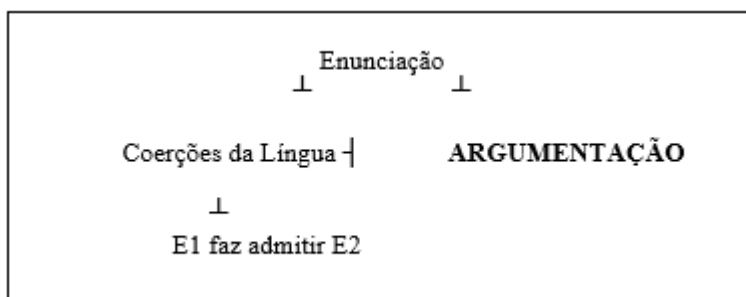 Enunciação
⊥ ⊥
Coerções da Língua ┤ ARGUMENTAÇÃO
⊥
E1 faz admitir E2